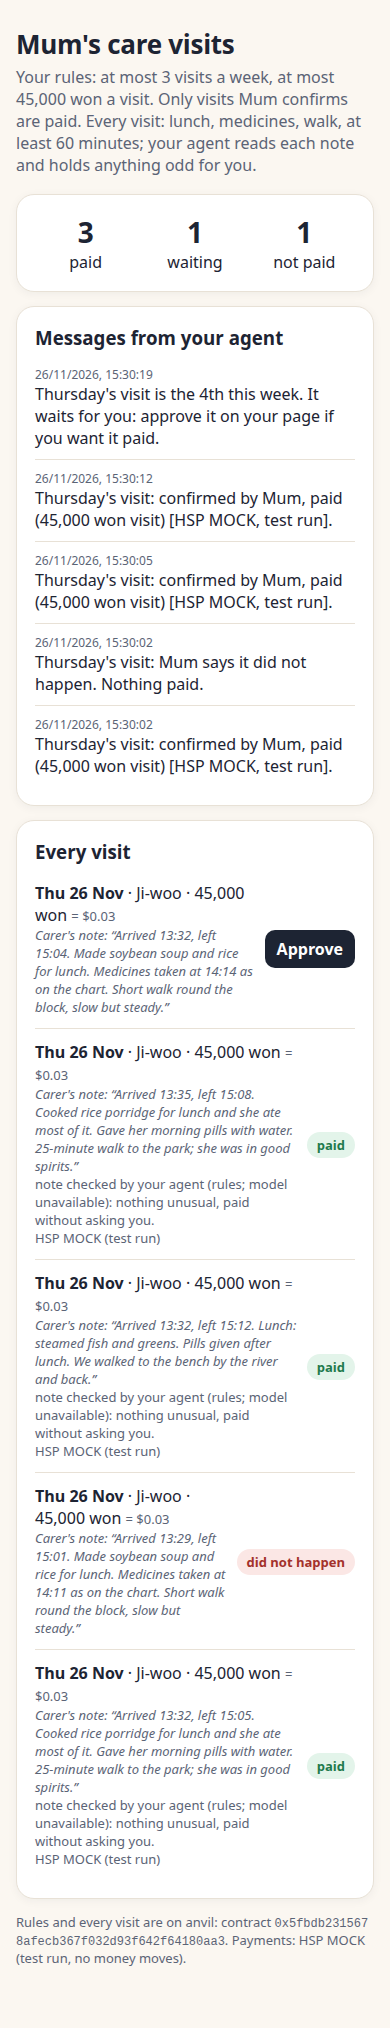 Mum's care visits
Your rules: at most 3 visits a week, at most
45,000 won a visit. Only visits Mum confirms
are paid. Every visit: lunch, medicines, walk, at
least 60 minutes; your agent reads each note
and holds anything odd for you.
3 1 1
paid waiting not paid
Messages from your agent
26/11/2026, 15:30:19
Thursday's visit is the 4th this week. It
waits for you: approve it on your page if
you want it paid.
26/11/2026, 15:30:12
Thursday's visit: confirmed by Mum, paid
(45,000 won visit) [HSP MOCK, test run].
26/11/2026, 15:30:05
Thursday's visit: confirmed by Mum, paid
(45,000 won visit) [HSP MOCK, test run].
26/11/2026, 15:30:02
Thursday's visit: Mum says it did not
happen. Nothing paid.
26/11/2026, 15:30:02
Thursday's visit: confirmed by Mum, paid
(45,000 won visit) [HSP MOCK, test run].
Every visit
Thu 26 Nov · Ji-woo · 45,000
won = $0.03
Carer's note: “Arrived 13:32, left
15:04. Made soybean soup and rice
for lunch. Medicines taken at 14:14 as
on the chart. Short walk round the
block, slow but steady.”
Approve
Thu 26 Nov · Ji-woo · 45,000 won =
$0.03
Carer's note: “Arrived 13:35, left 15:08.
Cooked rice porridge for lunch and she ate
most of it. Gave her morning pills with water.
25-minute walk to the park; she was in good
spirits.”
note checked by your agent (rules; model
unavailable): nothing unusual, paid
without asking you.
HSP MOCK (test run)
paid
Thu 26 Nov · Ji-woo · 45,000 won =
$0.03
Carer's note: “Arrived 13:32, left 15:12. Lunch:
steamed fish and greens. Pills given after
lunch. We walked to the bench by the river
and back.”
note checked by your agent (rules; model
unavailable): nothing unusual, paid
without asking you.
HSP MOCK (test run)
paid
Thu 26 Nov · Ji-woo ·
45,000 won = $0.03
Carer's note: “Arrived 13:29, left
15:01. Made soybean soup and
rice for lunch. Medicines taken at
14:11 as on the chart. Short walk
round the block, slow but
steady.”
did not happen
Thu 26 Nov · Ji-woo · 45,000 won =
$0.03
Carer's note: “Arrived 13:32, left 15:05.
Cooked rice porridge for lunch and she ate
most of it. Gave her morning pills with water.
25-minute walk to the park; she was in good
spirits.”
note checked by your agent (rules; model
unavailable): nothing unusual, paid
without asking you.
HSP MOCK (test run)
paid
Rules and every visit are on anvil: contract 0x5fbdb231567
8afecb367f032d93f642f64180aa3. Payments: HSP MOCK
(test run, no money moves).